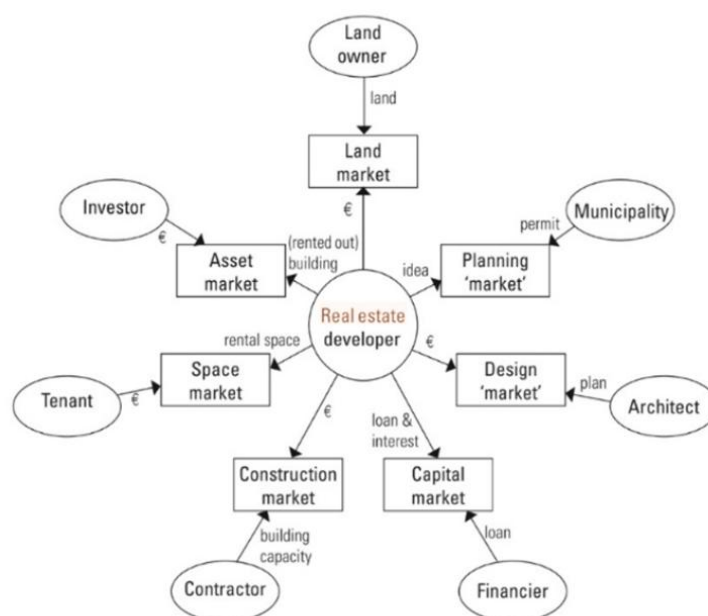 Land
owner
land
Land
market
€
Investor
€
Asset
market
(rented out)
building
Municipality
permit
idea
Planning
'market'
Real estate
developer
rental space
Space
market
Tenant
€
€
Design
'market'
plan
Architect
€
loan &
interest
Construction
market
Capital
market
building
capacity
loan
Contractor
Financier